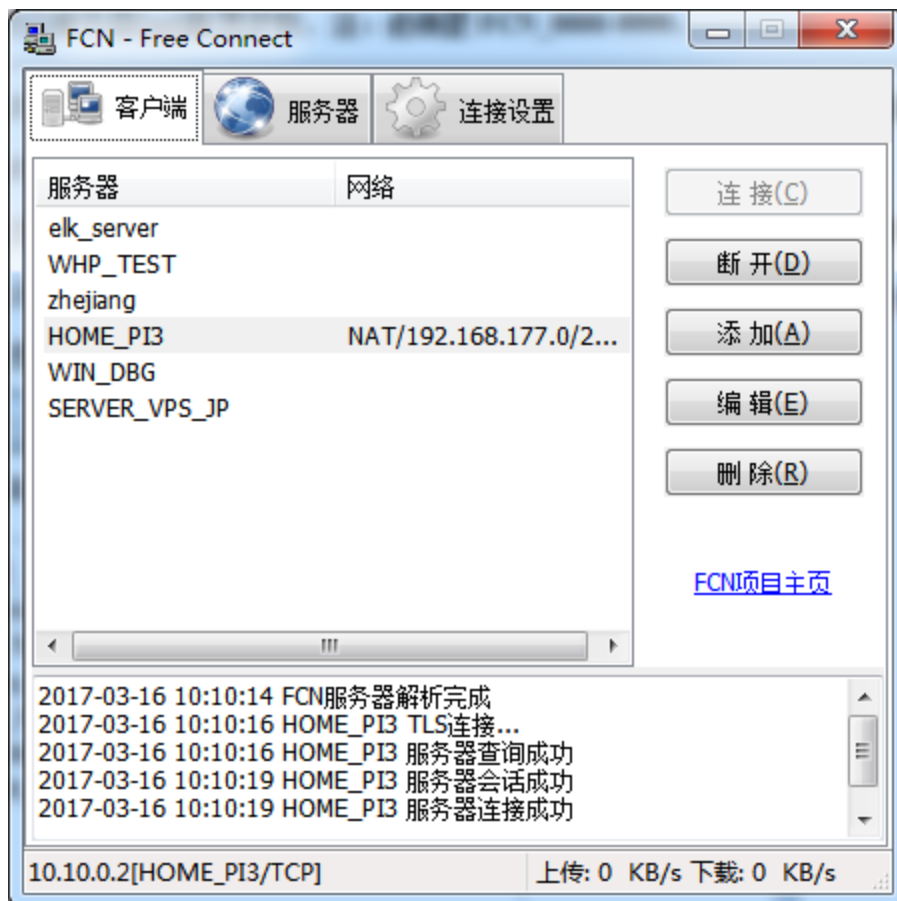 FCN - Free Connect
客户端 服务器 连接设置
服务器 网络
elk_server
WHP_TEST
zhejiang
HOME_PI3 NAT/192.168.177.0/2...
WIN_DBG
SERVER_VPS_JP
连 接(C)
断 开(D)
添 加(A)
编 辑(E)
删 除(R)
FCN项目主页
2017-03-16 10:10:14 FCN服务器解析完成
2017-03-16 10:10:16 HOME_PI3 TLS连接...
2017-03-16 10:10:16 HOME_PI3 服务器查询成功
2017-03-16 10:10:19 HOME_PI3 服务器会话成功
2017-03-16 10:10:19 HOME_PI3 服务器连接成功
10.10.0.2[HOME_PI3/TCP] 上传: 0 KB/s 下载: 0 KB/s